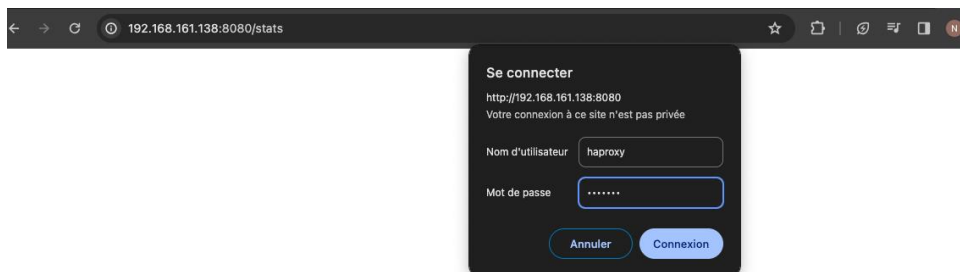 192.168.161.138:8080/stats
N
Se connecter
http://192.168.161.138:8080
Votre connexion à ce site n'est pas privée
Nom d'utilisateur haproxy
Mot de passe •••••••
Annuler Connexion